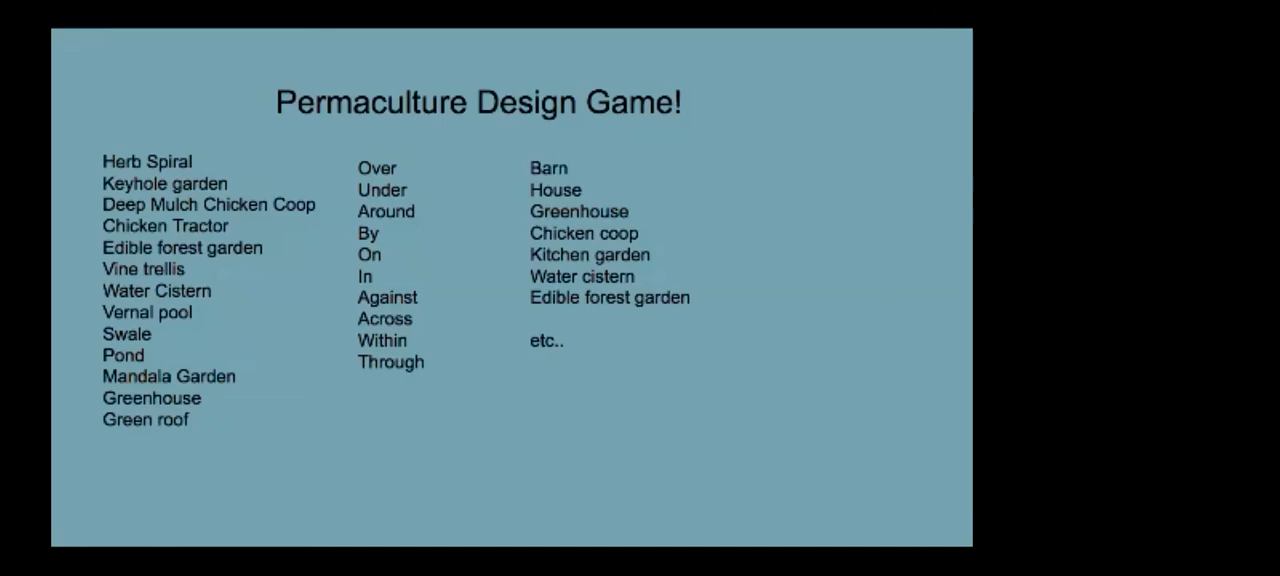 Permaculture Design Game!
Herb Spiral
Keyhole garden
Deep Mulch Chicken Coop
Chicken Tractor
Edible forest garden
Vine trellis
Water Cistern
Vernal pool
Swale
Pond
Mandala Garden
Greenhouse
Green roof
Over
Under
Around
By
On
In
Against
Across
Within
Through
Barn
House
Greenhouse
Chicken coop
Kitchen garden
Water cistern
Edible forest garden
etc..